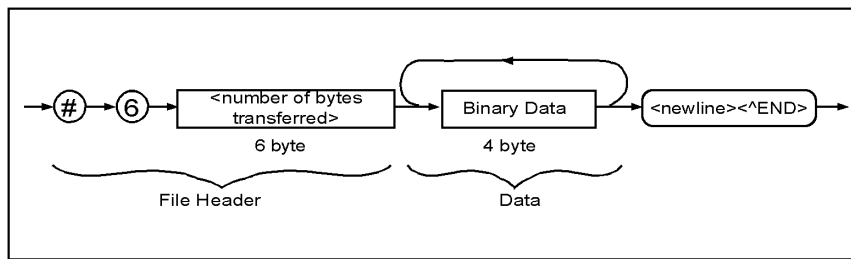 #
6
<number of bytes
transferred>
Binary Data
<newline><^END>
6 byte
4 byte
File Header
Data